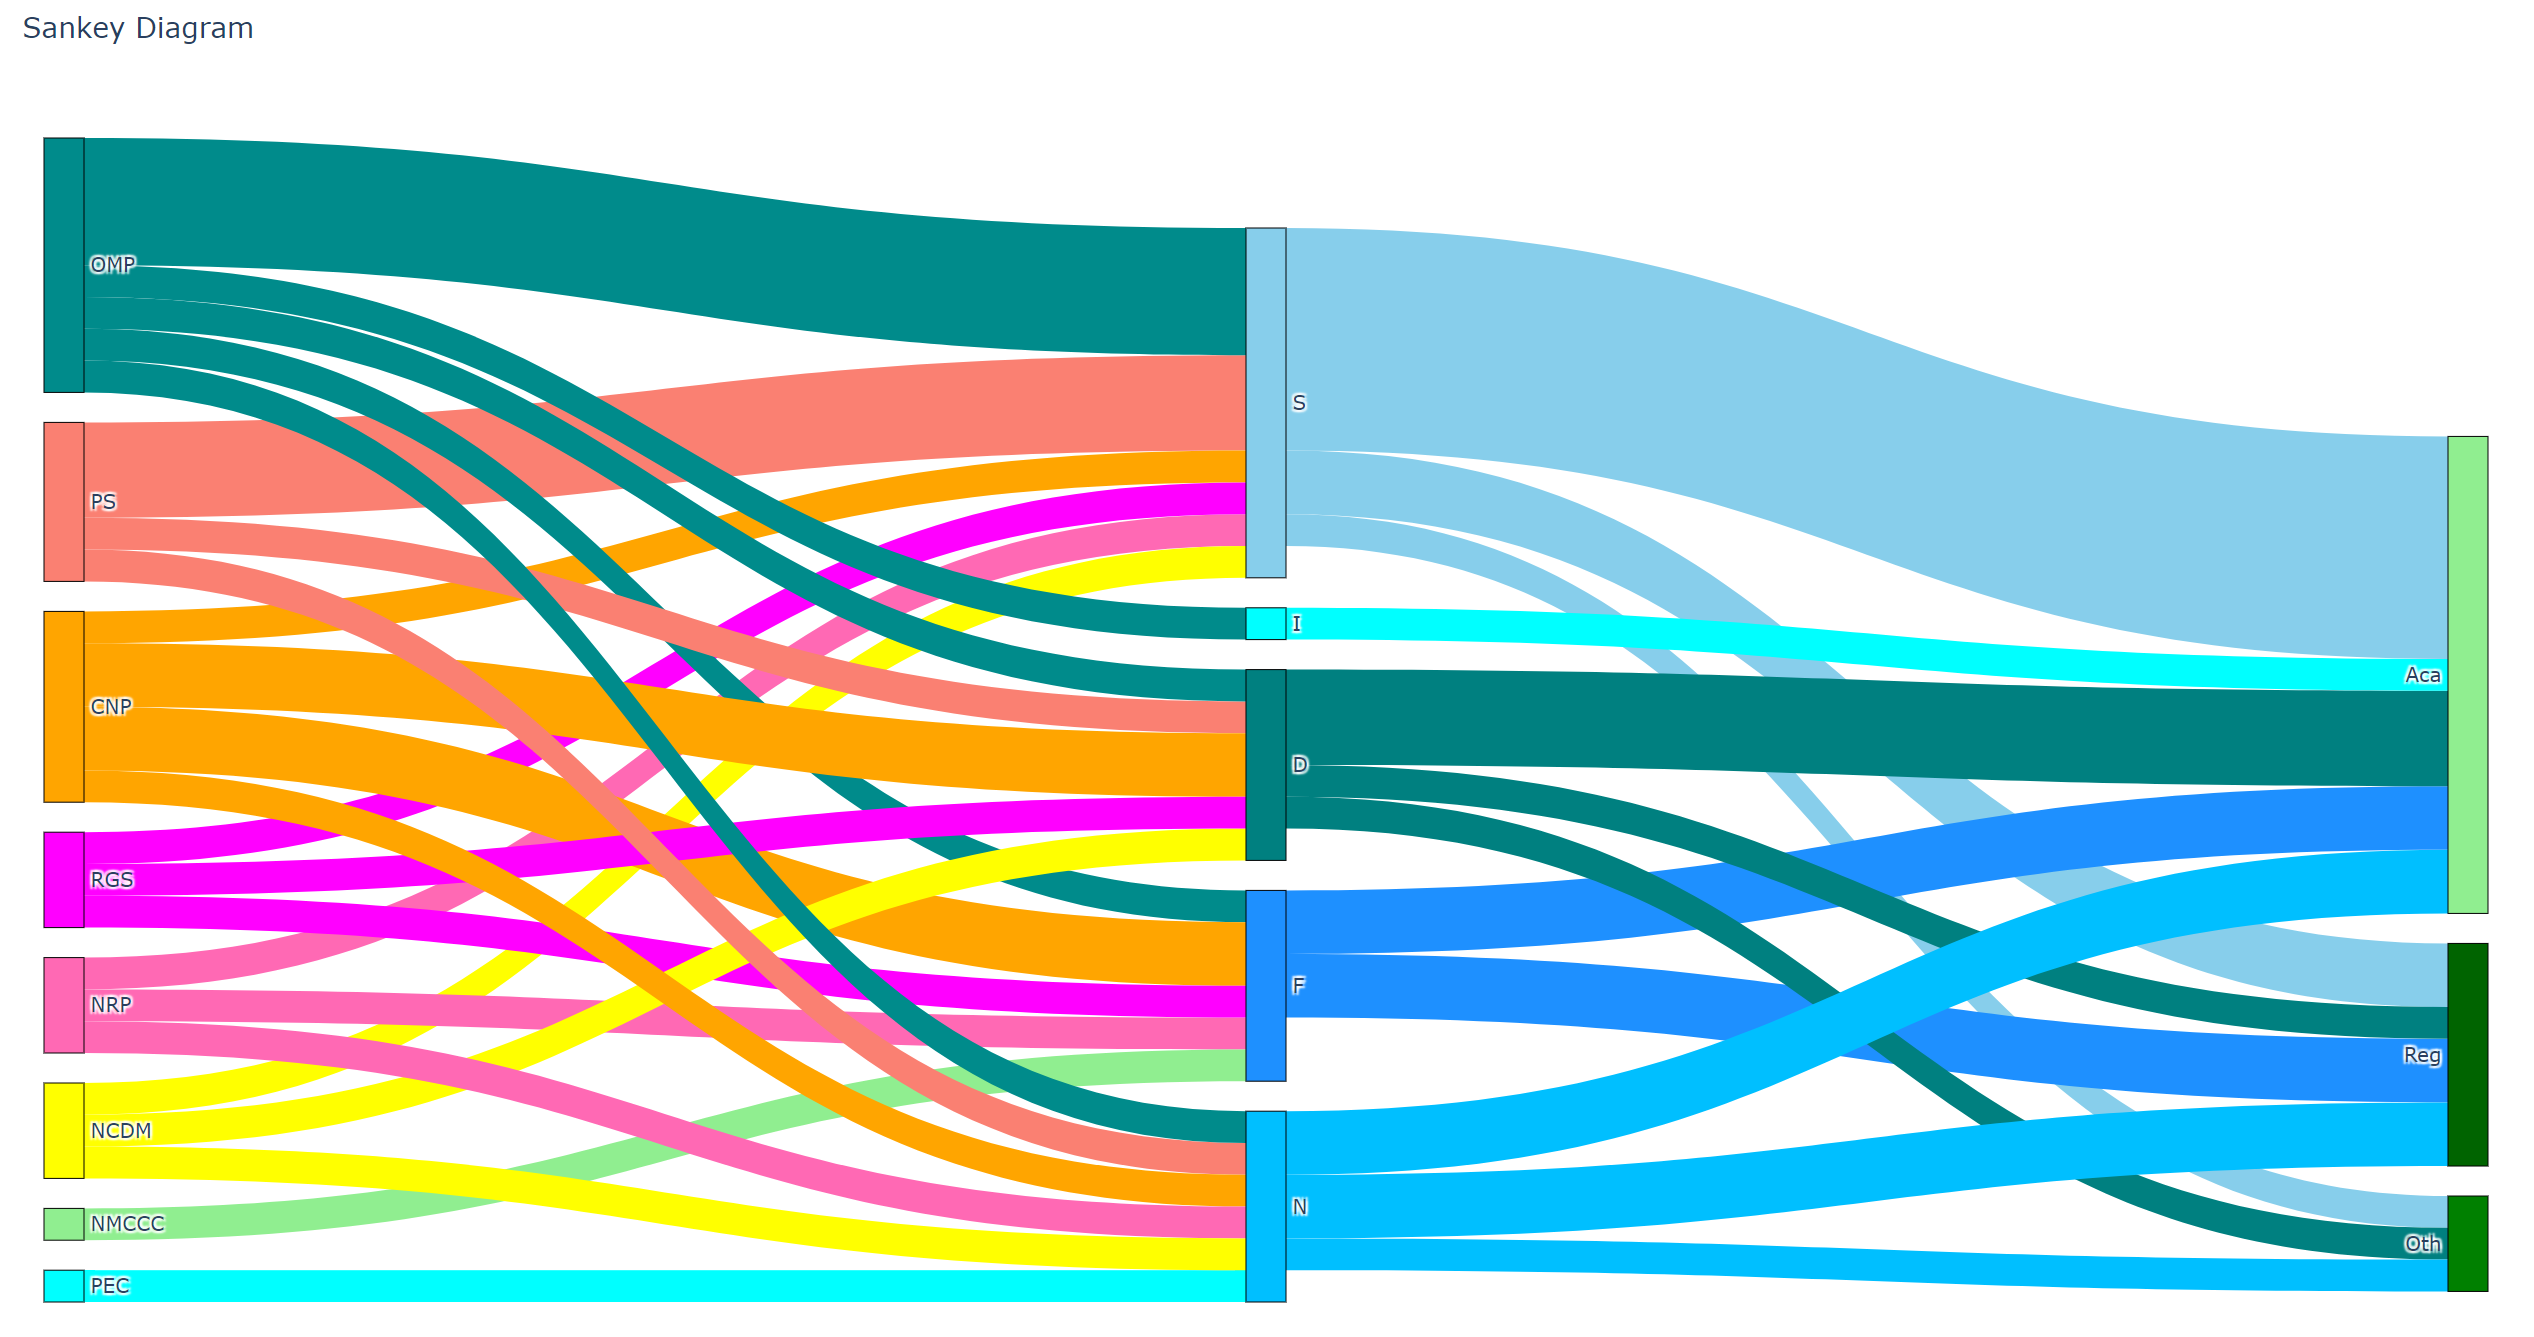 Sankey Diagram
OMP
PS
CNP
RGS
NRP
NCDM
NMCCC
PEC
S
I
D
F
N
Aca
Reg
Oth